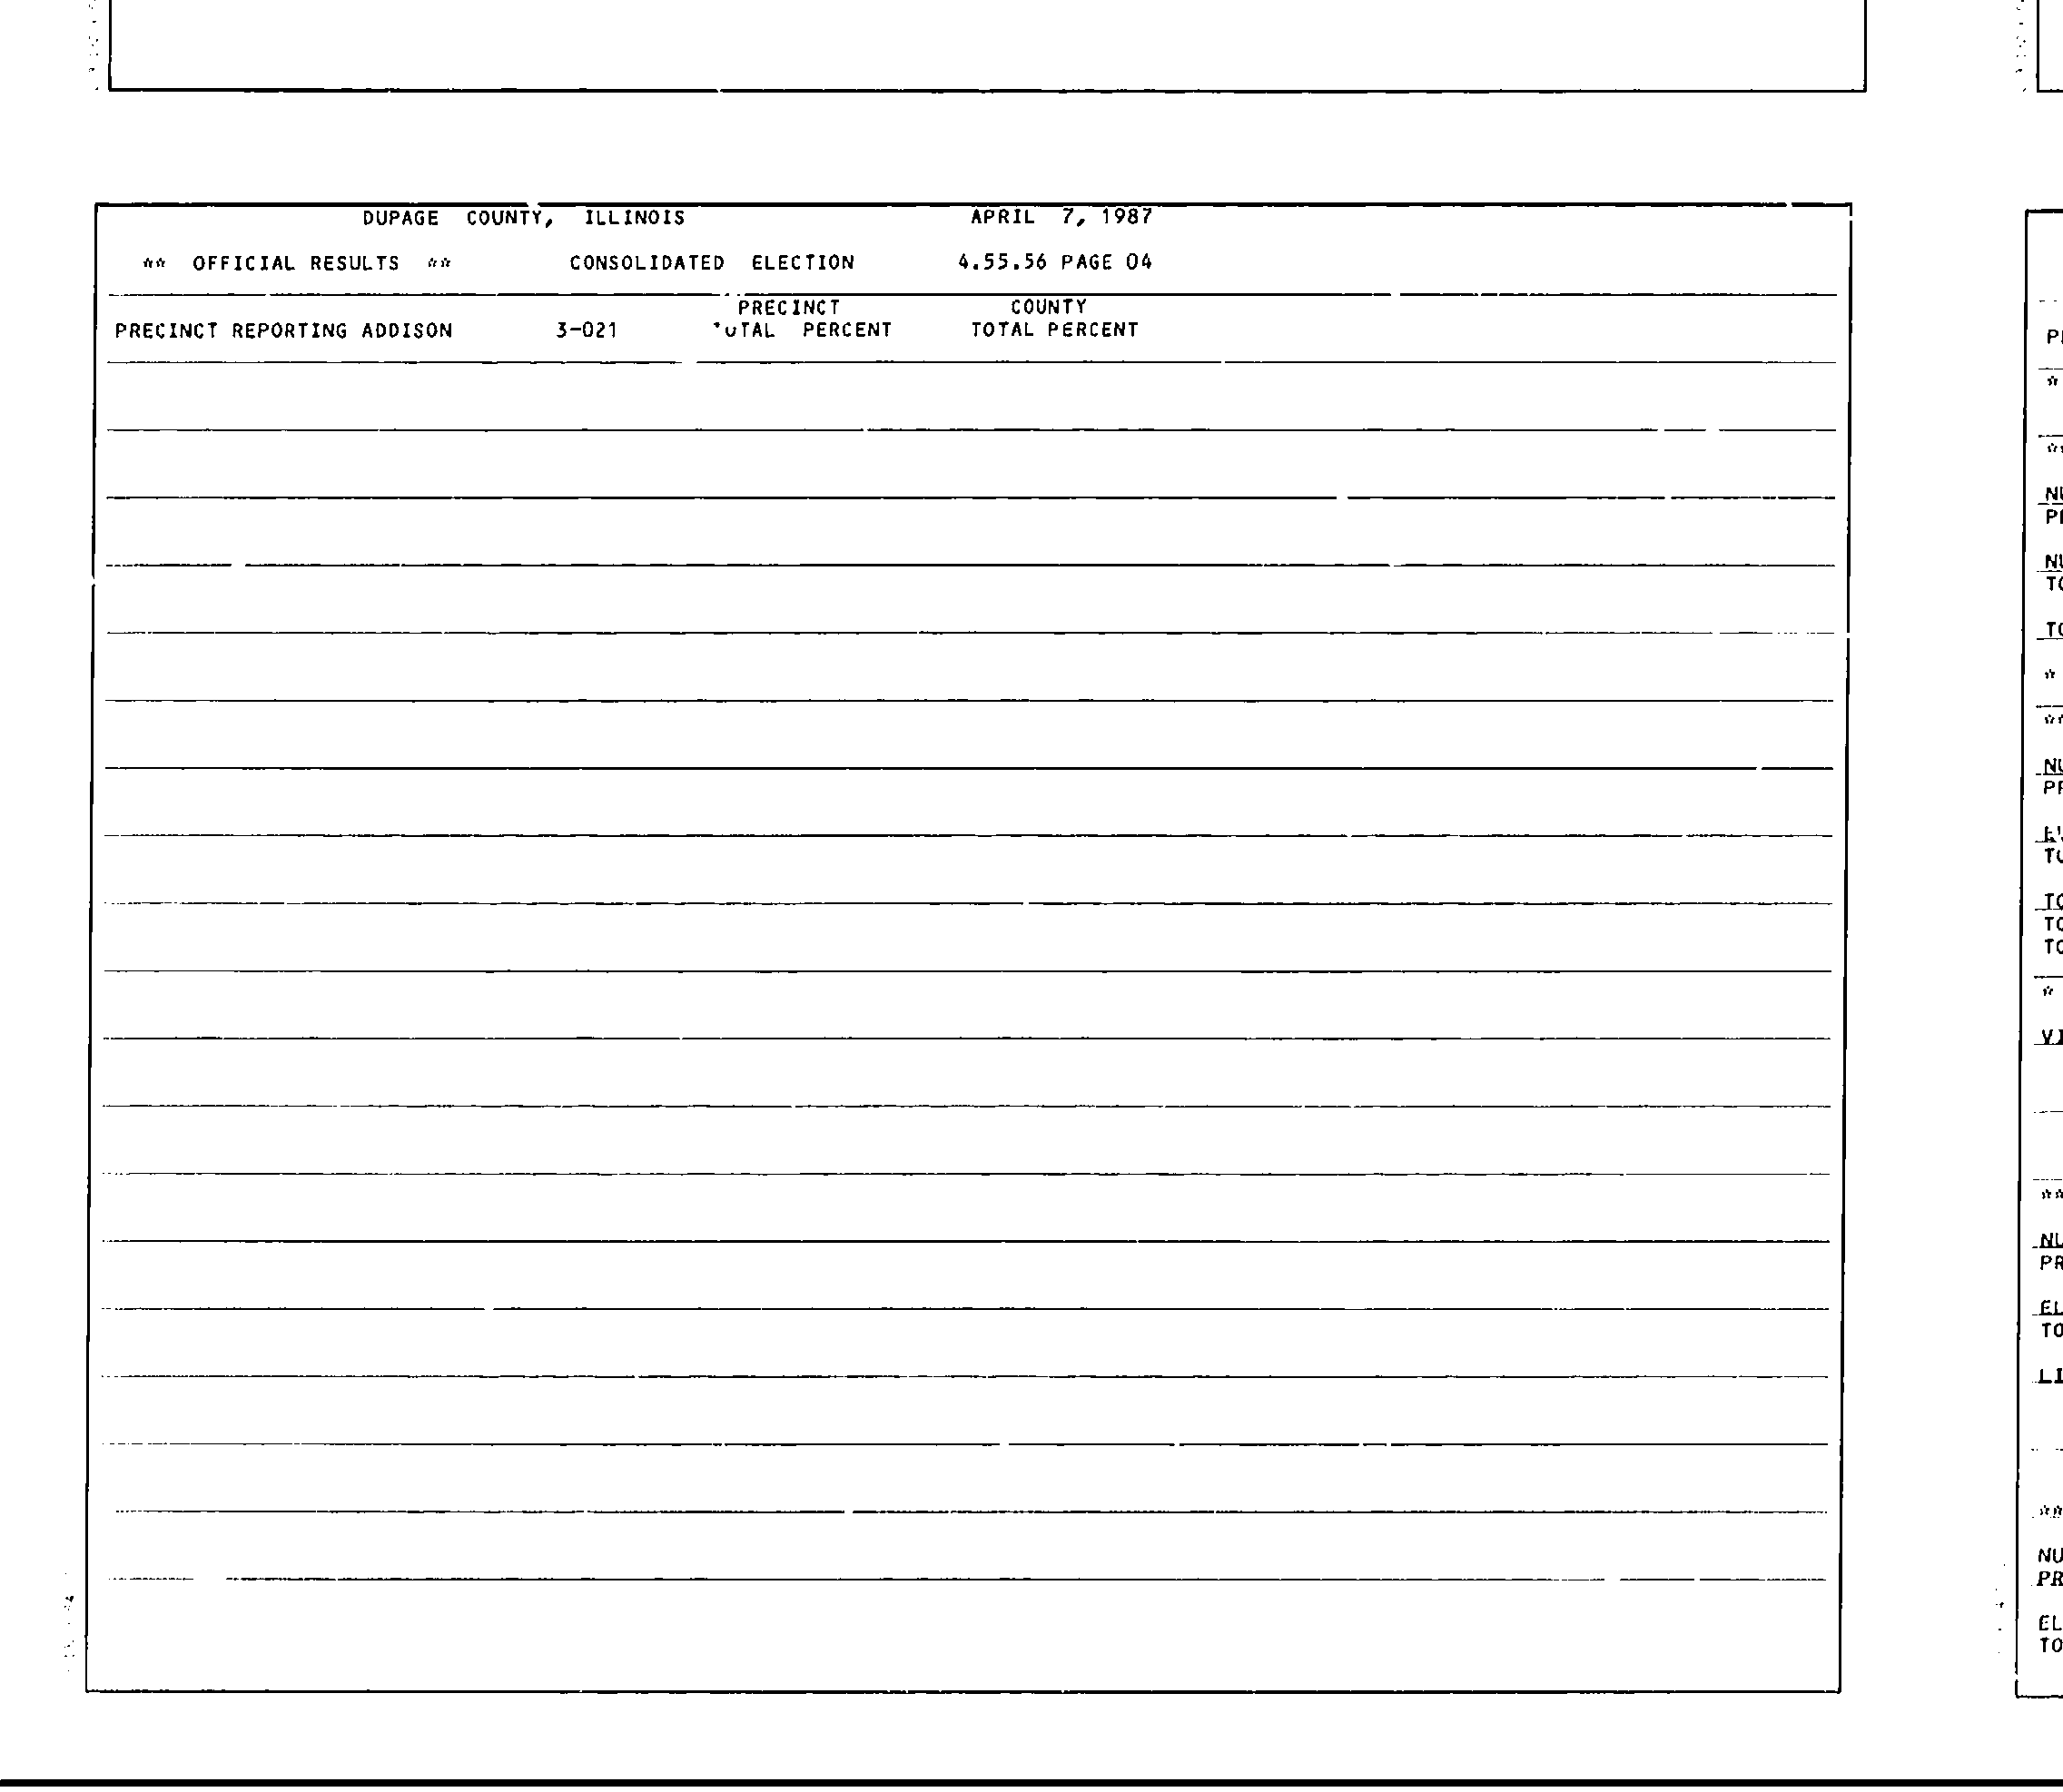 DUPAGE COUNTY, ILLINOIS APRIL 7, 1987
** OFFICIAL RESULTS ** CONSOLIDATED ELECTION 4.55.56 PAGE 04
PRECINCT COUNTY
PRECINCT REPORTING ADDISON 3-021 TOTAL PERCENT TOTAL PERCENT
*
**
NU
PR
NU
TO
TO
*
**
NU
PR
TO
TO
TO
TO
*
VI
**
NU
PR
EL
TO
LI
**
NU
PR
EL
TO